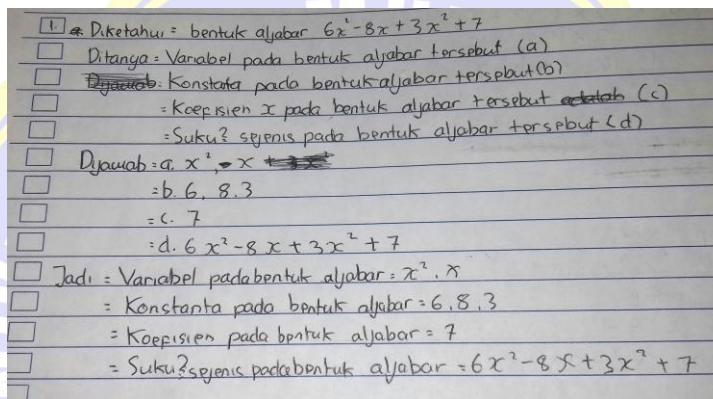 1. Diketahui = bentuk aljabar 6x² - 8x + 3x² + 7
Ditanya = Variabel pada bentuk aljabar tersebut (a)
Dijawab: Konstata pada bentuk aljabar tersebut (b)
= Koefisien x pada bentuk aljabar tersebut adalah (c)
= Suku² sejenis pada bentuk aljabar tersebut (d)
Dijawab = a. x², x
= b. 6, 8.3
= c. 7
= d. 6x² - 8x + 3x² + 7
Jadi = Variabel pada bentuk aljabar = x², x
= Konstanta pada bentuk aljabar = 6, 8, 3
= Koefisien pada bentuk aljabar = 7
= Suku² sejenis pada bentuk aljabar = 6x² - 8x + 3x² + 7